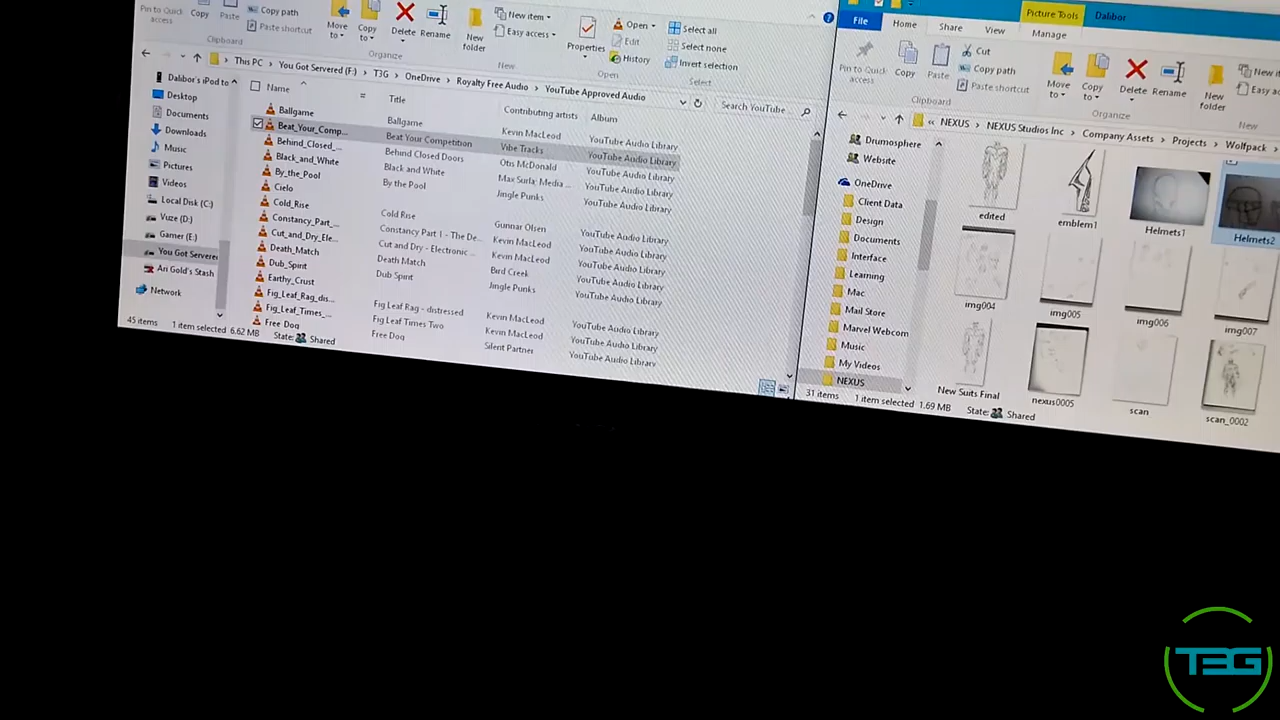 Pin to Quick access
Copy
Paste
Copy path
Paste shortcut
Clipboard
Move to
Copy to
Delete
Rename
Organize
New folder
New item
Easy access
New
Properties
Open
Edit
History
Open
Select all
Select none
Invert selection
Select
This PC > You Got Servered (F:) > T3G > OneDrive > Royalty Free Audio > YouTube Approved Audio
Search YouTube
Dalibor's iPod to
Desktop
Documents
Downloads
Music
Pictures
Videos
Local Disk (C:)
Vuze (D:)
Gamer (E:)
You Got Servere
Ari Gold's Stash
Network
Name
Title
Contributing artists
Album
Ballgame Ballgame Kevin MacLeod YouTube Audio Library
Beat_Your_Comp... Beat Your Competition Vibe Tracks YouTube Audio Library
Behind_Closed_... Behind Closed Doors Otis McDonald YouTube Audio Library
Black_and_White Black and White Max Surla: Media ... YouTube Audio Library
By_the_Pool By the Pool Jingle Punks YouTube Audio Library
Cielo
Cold_Rise Cold Rise Gunnar Olsen YouTube Audio Library
Constancy_Part_... Constancy Part 1 - The De... Kevin MacLeod YouTube Audio Library
Cut_and_Dry_Ele... Cut and Dry - Electronic ... Kevin MacLeod YouTube Audio Library
Death_Match Death Match Bird Creek YouTube Audio Library
Dub_Spirit Dub Spirit Jingle Punks YouTube Audio Library
Earthy_Crust
Fig_Leaf_Rag_dis... Fig Leaf Rag - distressed Kevin MacLeod YouTube Audio Library
Fig_Leaf_Times_... Fig Leaf Times Two Kevin MacLeod YouTube Audio Library
Free Dog Free Dog Silent Partner YouTube Audio Library
45 items 1 item selected 6.62 MB State: Shared
Picture Tools
Dalibor
File
Home
Share
View
Manage
Pin to Quick access
Copy
Paste
Cut
Copy path
Paste shortcut
Clipboard
Move to
Copy to
Delete
Rename
Organize
New folder
New it
Easy a
New
« NEXUS > NEXUS Studios Inc > Company Assets > Projects > Wolfpack >
Drumosphere
Website
OneDrive
Client Data
Design
Documents
Interface
Learning
Mac
Mail Store
Marvel Webcom
Music
My Videos
NEXUS
edited
emblem1
Helmets1
Helmets2
img004
img005
img006
img007
New Suits Final
nexus0005
scan
scan_0002
31 items 1 item selected 1.69 MB State: Shared
T3G